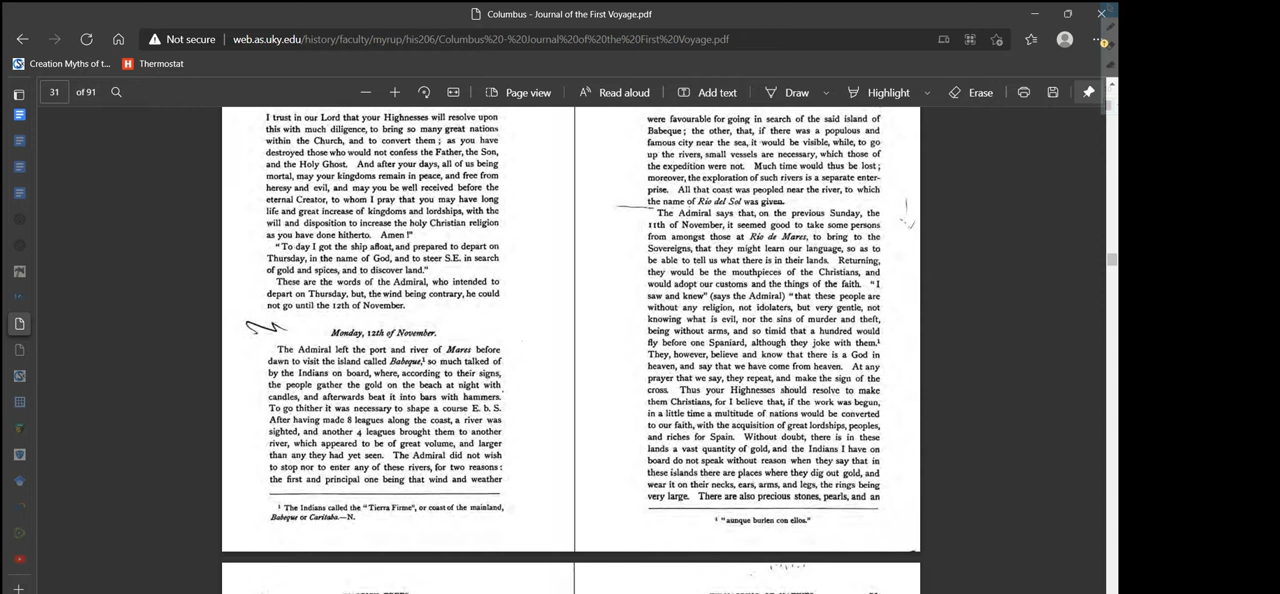 Columbus - Journal of the First Voyage.pdf
Not secure
web.as.uky.edu/history/faculty/myrup/his206/Columbus%20-%20Journal%20of%20the%20First%20Voyage.pdf
Creation Myths of t...
Thermostat
31 of 91
Page view
Read aloud
Add text
Draw
Highlight
Erase
I trust in our Lord that your Highnesses will resolve upon
this with much diligence, to bring so many great nations
within the Church, and to convert them; as you have
destroyed those who would not confess the Father, the Son,
and the Holy Ghost. And after your days, all of us being
mortal, may your kingdoms remain in peace, and free from
heresy and evil, and may you be well received before the
eternal Creator, to whom I pray that you may have long
life and great increase of kingdoms and lordships, with the
will and disposition to increase the holy Christian religion
as you have done hitherto. Amen!"
"To-day I got the ship afloat, and prepared to depart on
Thursday, in the name of God, and to steer S.E. in search
of gold and spices, and to discover land."
These are the words of the Admiral, who intended to
depart on Thursday, but, the wind being contrary, he could
not go until the 12th of November.
Monday, 12th of November.
The Admiral left the port and river of Mares before
dawn to visit the island called Babeque,¹ so much talked of
by the Indians on board, where, according to their signs,
the people gather the gold on the beach at night with
candles, and afterwards beat it into bars with hammers.
To go thither it was necessary to shape a course E. b. S.
After having made 8 leagues along the coast, a river was
sighted, and another 4 leagues brought them to another
river, which appeared to be of great volume, and larger
than any they had yet seen. The Admiral did not wish
to stop nor to enter any of these rivers, for two reasons:
the first and principal one being that wind and weather
¹ The Indians called the "Tierra Firme", or coast of the mainland,
Babeque or Caritaba.—N.
were favourable for going in search of the said island of
Babeque; the other, that, if there was a populous and
famous city near the sea, it would be visible, while, to go
up the rivers, small vessels are necessary, which those of
the expedition were not. Much time would thus be lost;
moreover, the exploration of such rivers is a separate enter-
prise. All that coast was peopled near the river, to which
the name of Rio del Sol was given.
The Admiral says that, on the previous Sunday, the
11th of November, it seemed good to take some persons
from amongst those at Rio de Mares, to bring to the
Sovereigns, that they might learn our language, so as to
be able to tell us what there is in their lands. Returning,
they would be the mouthpieces of the Christians, and
would adopt our customs and the things of the faith. "I
saw and knew" (says the Admiral) "that these people are
without any religion, not idolaters, but very gentle, not
knowing what is evil, nor the sins of murder and theft,
being without arms, and so timid that a hundred would
fly before one Spaniard, although they joke with them.¹
They, however, believe and know that there is a God in
heaven, and say that we have come from heaven. At any
prayer that we say, they repeat, and make the sign of the
cross. Thus your Highnesses should resolve to make
them Christians, for I believe that, if the work was begun,
in a little time a multitude of nations would be converted
to our faith, with the acquisition of great lordships, peoples,
and riches for Spain. Without doubt, there is in these
lands a vast quantity of gold, and the Indians I have on
board do not speak without reason when they say that in
these islands there are places where they dig out gold, and
wear it on their necks, ears, arms, and legs, the rings being
very large. There are also precious stones, pearls, and an
¹ "aunque burlen con ellos."